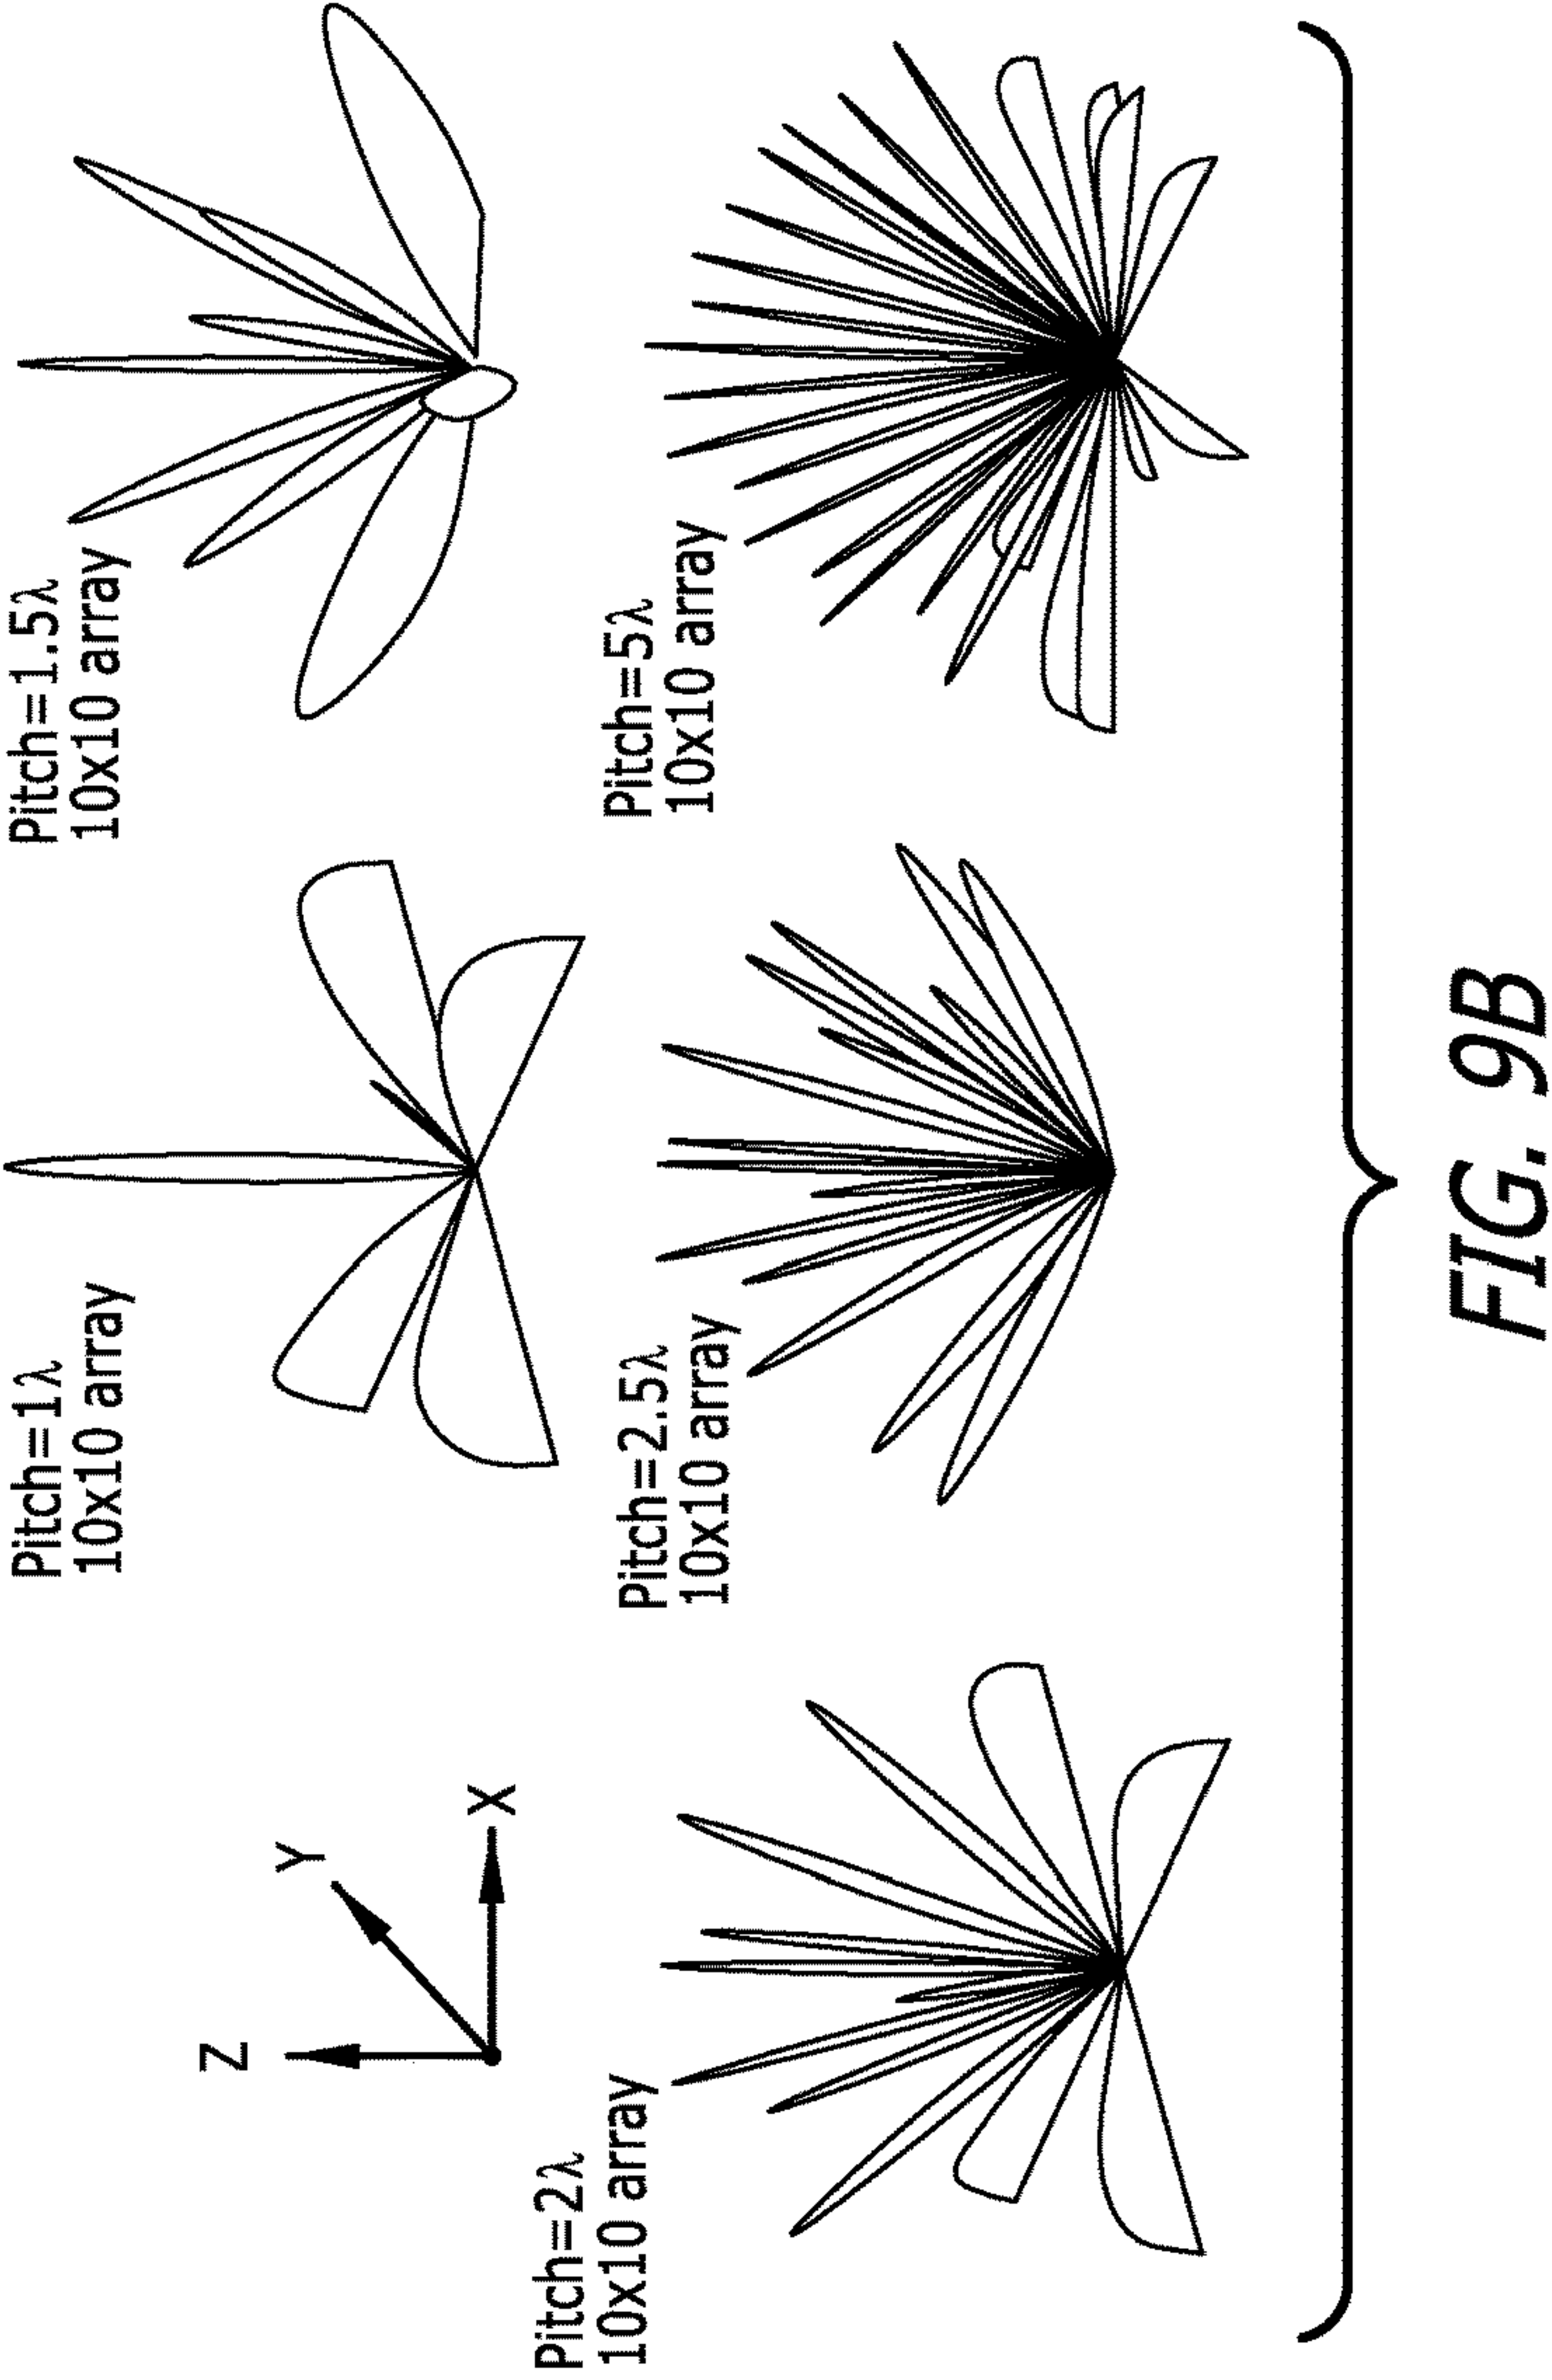 Z
Y
X
Pitch=1λ
10x10 array
Pitch=1.5λ
10x10 array
Pitch=2λ
10x10 array
Pitch=2.5λ
10x10 array
Pitch=5λ
10x10 array
FIG. 9B